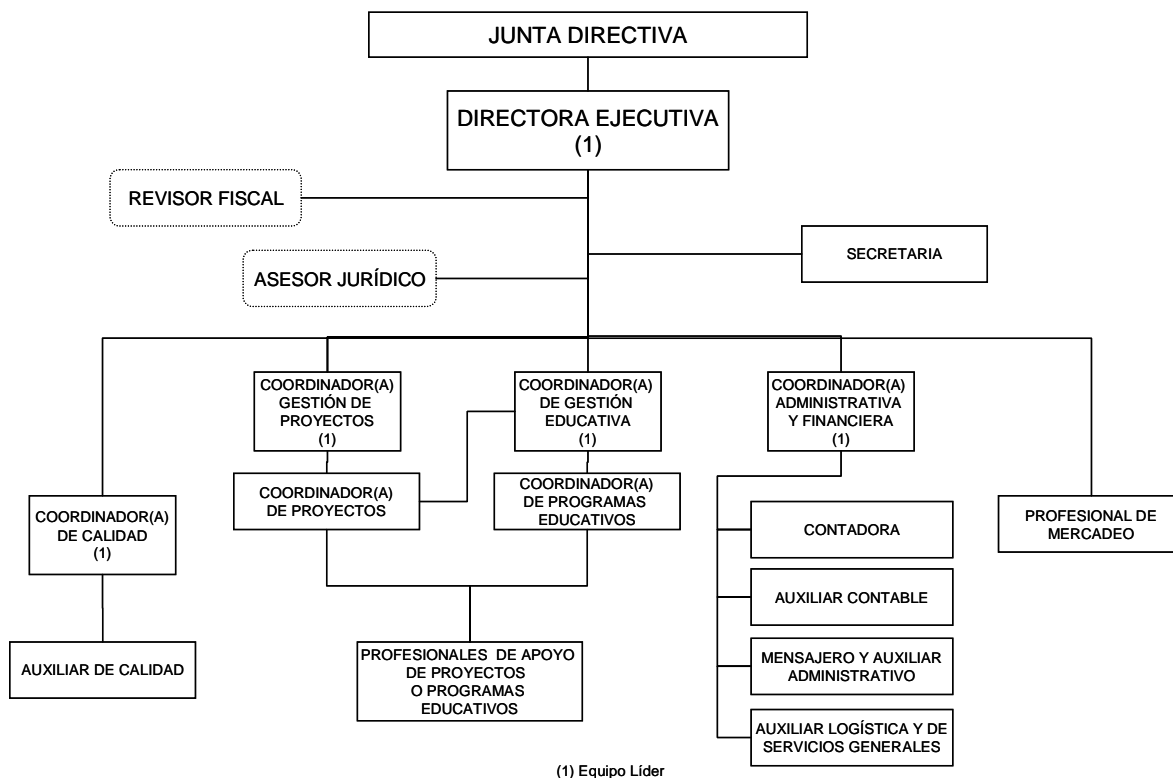 JUNTA DIRECTIVA
DIRECTORA EJECUTIVA
(1)
REVISOR FISCAL
SECRETARIA
ASESOR JURÍDICO
COORDINADOR(A)
GESTIÓN DE
PROYECTOS
(1)
COORDINADOR(A)
DE GESTIÓN
EDUCATIVA
(1)
COORDINADOR(A)
ADMINISTRATIVA
Y FINANCIERA
(1)
COORDINADOR(A)
DE PROYECTOS
COORDINADOR(A)
DE PROGRAMAS
EDUCATIVOS
COORDINADOR(A)
DE CALIDAD
(1)
CONTADORA
PROFESIONAL DE
MERCADEO
AUXILIAR CONTABLE
AUXILIAR DE CALIDAD
PROFESIONALES DE APOYO
DE PROYECTOS
O PROGRAMAS
EDUCATIVOS
MENSAJERO Y AUXILIAR
ADMINISTRATIVO
AUXILIAR LOGÍSTICA Y DE
SERVICIOS GENERALES
(1) Equipo Líder